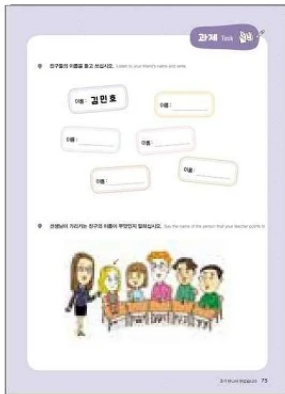 과제 Task
친구들의 이름을 듣고 쓰십시오. Listen to your friend's name and write.
이름 : 김민호
이름 :
이름 :
이름 :
이름 :
이름 :
선생님이 가리키는 친구의 이름이 무엇인지 말하십시오. Say the name of the person that your teacher points to
75